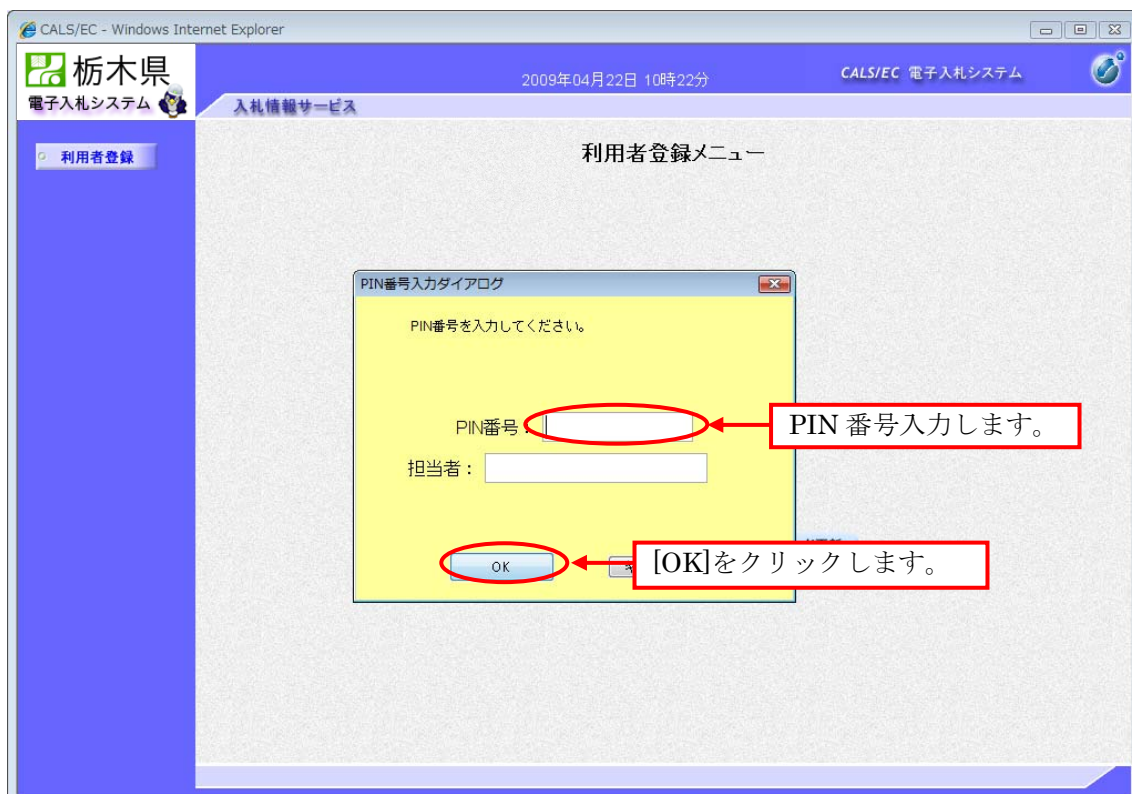 CALS/EC - Windows Internet Explorer
栃木県
電子入札システム
2009年04月22日 10時22分
CALS/EC 電子入札システム
入札情報サービス
利用者登録
利用者登録メニュー
PIN番号入力ダイアログ
PIN番号を入力してください。
PIN番号：
PIN 番号入力します。
担当者：
OK
[OK]をクリックします。